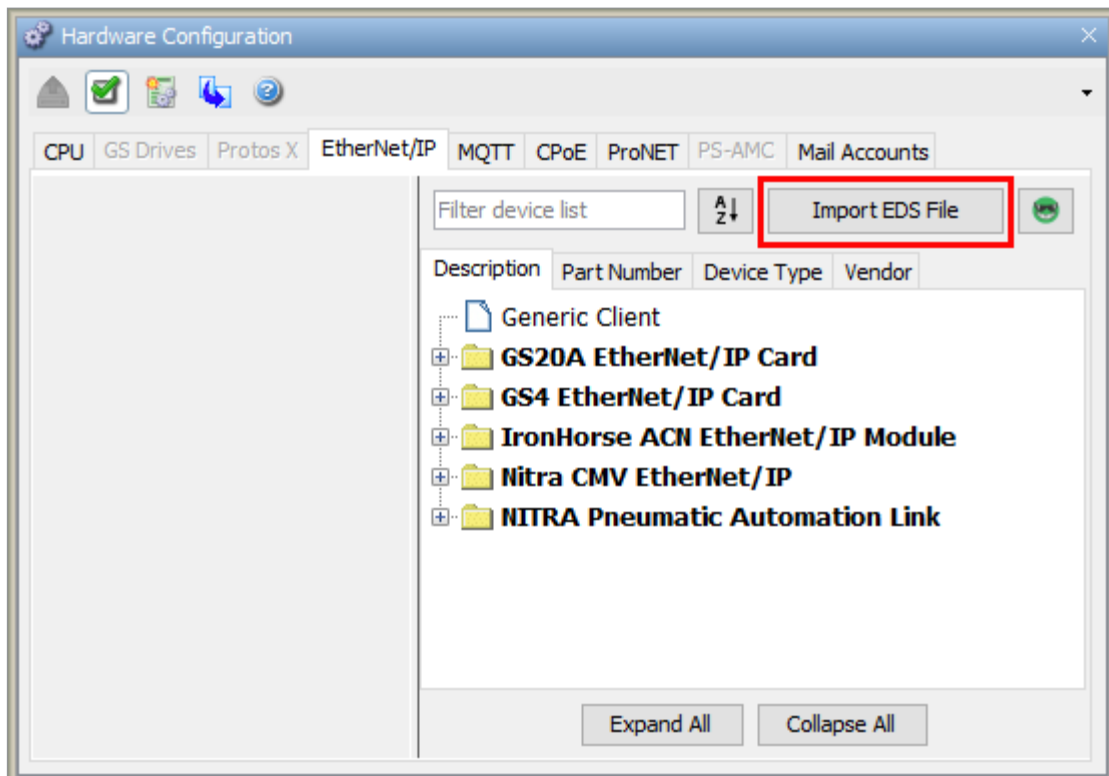 Hardware Configuration
CPU GS Drives Protos X EtherNet/IP MQTT CPoE ProNET PS-AMC Mail Accounts
Filter device list A Z Import EDS File
Description Part Number Device Type Vendor
Generic Client
GS20A EtherNet/IP Card
GS4 EtherNet/IP Card
IronHorse ACN EtherNet/IP Module
Nitra CMV EtherNet/IP
NITRA Pneumatic Automation Link
Expand All Collapse All